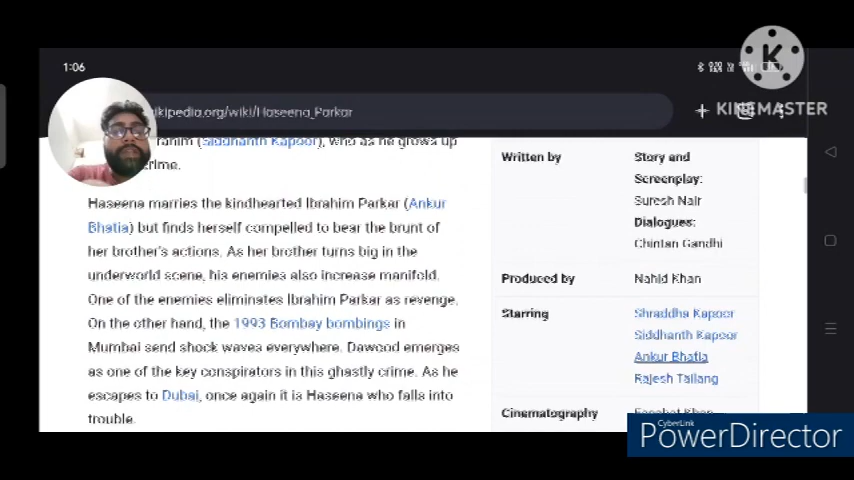 1:06
KINEMASTER
ikipedia.org/wiki/Haseena_Parkar
rahim (Siddhanth Kapoor), who as he grows up
crime.
Haseena marries the kindhearted Ibrahim Parkar (Ankur
Bhatia) but finds herself compelled to bear the brunt of
her brother's actions. As her brother turns big in the
underworld scene, his enemies also increase manifold.
One of the enemies eliminates Ibrahim Parkar as revenge.
On the other hand, the 1993 Bombay bombings in
Mumbai send shock waves everywhere. Dawood emerges
as one of the key conspirators in this ghastly crime. As he
escapes to Dubai, once again it is Haseena who falls into
trouble.
Written by
Story and
Screenplay:
Suresh Nair
Dialogues:
Chintan Gandhi
Produced by
Nahid Khan
Starring
Shraddha Kapoor
Siddhanth Kapoor
Ankur Bhatia
Rajesh Tailang
Cinematography
CyberLink
PowerDirector